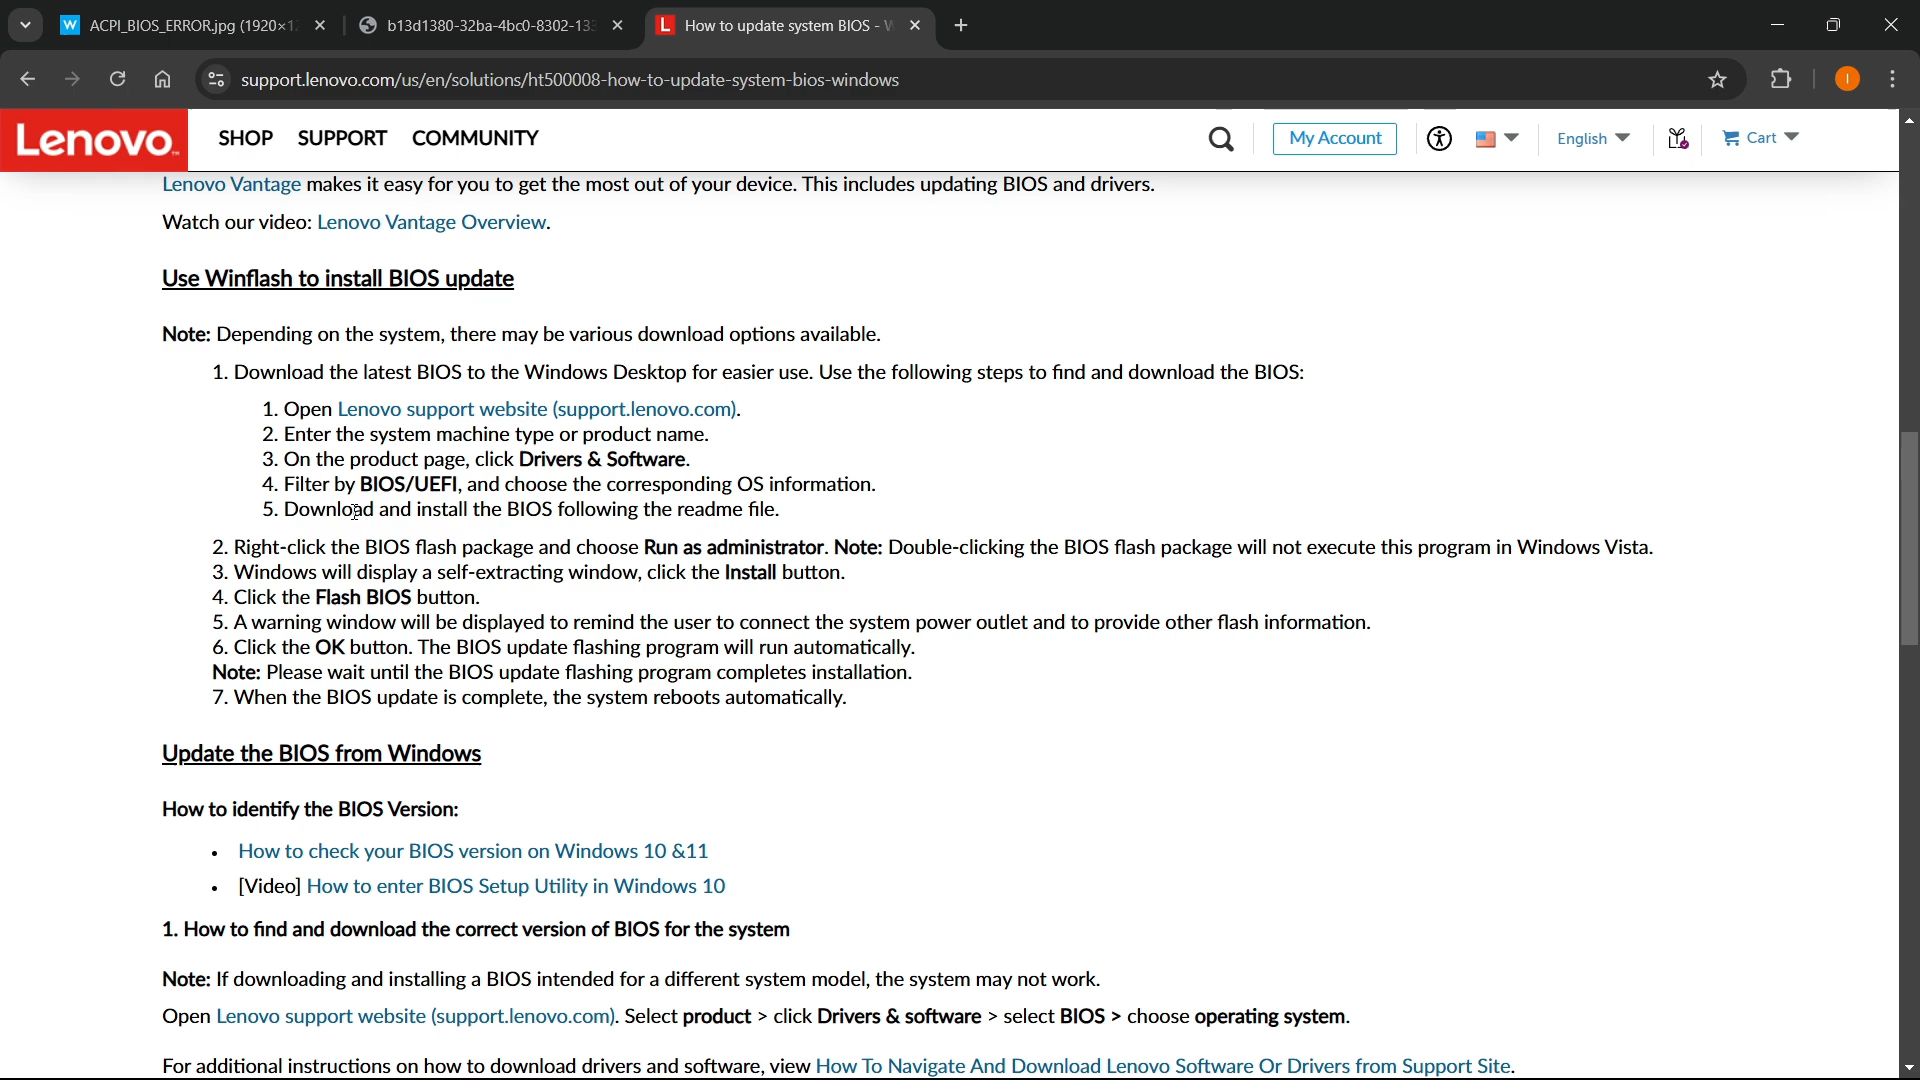 ACPI_BIOS_ERROR.jpg (1920×12
b13d1380-32ba-4bc0-8302-133
How to update system BIOS - W
support.lenovo.com/us/en/solutions/ht500008-how-to-update-system-bios-windows
I
Lenovo
SHOP SUPPORT COMMUNITY
My Account
English
Cart
Lenovo Vantage makes it easy for you to get the most out of your device. This includes updating BIOS and drivers.
Watch our video: Lenovo Vantage Overview.
Use Winflash to install BIOS update
Note: Depending on the system, there may be various download options available.
1. Download the latest BIOS to the Windows Desktop for easier use. Use the following steps to find and download the BIOS:
1. Open Lenovo support website (support.lenovo.com).
2. Enter the system machine type or product name.
3. On the product page, click Drivers & Software.
4. Filter by BIOS/UEFI, and choose the corresponding OS information.
5. Download and install the BIOS following the readme file.
2. Right-click the BIOS flash package and choose Run as administrator. Note: Double-clicking the BIOS flash package will not execute this program in Windows Vista.
3. Windows will display a self-extracting window, click the Install button.
4. Click the Flash BIOS button.
5. A warning window will be displayed to remind the user to connect the system power outlet and to provide other flash information.
6. Click the OK button. The BIOS update flashing program will run automatically.
Note: Please wait until the BIOS update flashing program completes installation.
7. When the BIOS update is complete, the system reboots automatically.
Update the BIOS from Windows
How to identify the BIOS Version:
• How to check your BIOS version on Windows 10 &11
• [Video] How to enter BIOS Setup Utility in Windows 10
1. How to find and download the correct version of BIOS for the system
Note: If downloading and installing a BIOS intended for a different system model, the system may not work.
Open Lenovo support website (support.lenovo.com). Select product > click Drivers & software > select BIOS > choose operating system.
For additional instructions on how to download drivers and software, view How To Navigate And Download Lenovo Software Or Drivers from Support Site.